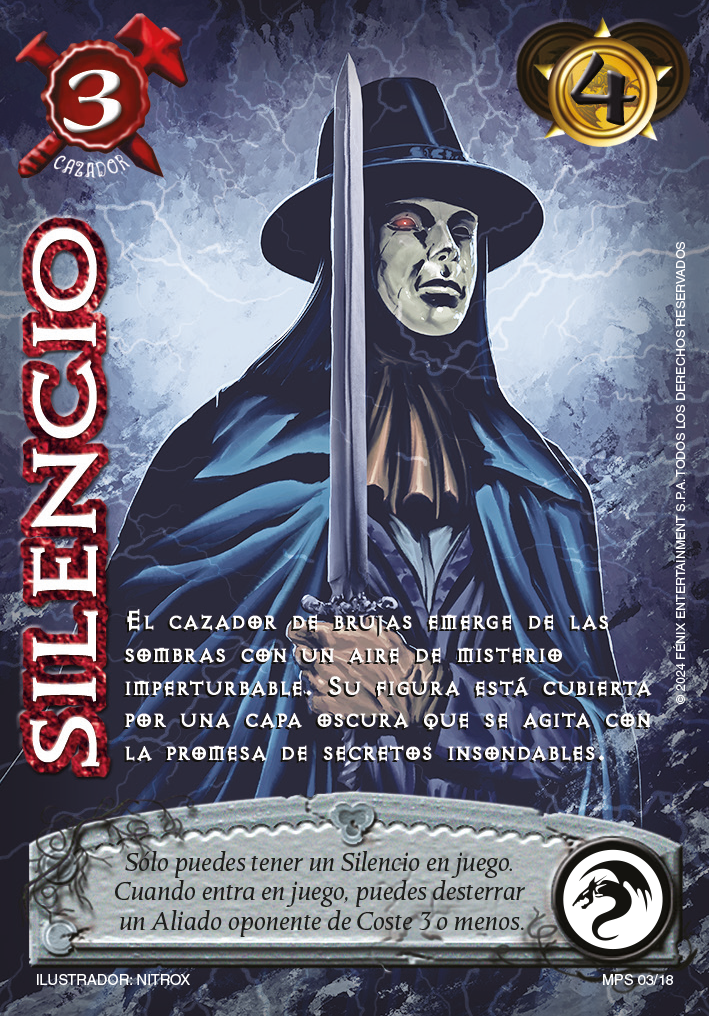 3
CAZADOR
4
SILENCIO
© 2024 FÉNIX ENTERTAINMENT S.P.A. TODOS LOS DERECHOS RESERVADOS
El cazador de brujas emerge de las
sombras con un aire de misterio
imperturbable. Su figura está cubierta
por una capa oscura que se agita con
la promesa de secretos insondables.
Sólo puedes tener un Silencio en juego.
Cuando entra en juego, puedes desterrar
un Aliado oponente de Coste 3 o menos.
ILUSTRADOR: NITROX
MPS 03/18